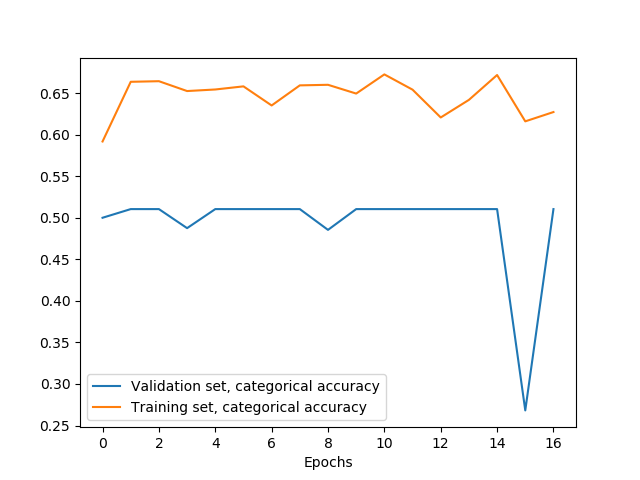 0.65
0.60
0.55
0.50
0.45
0.40
0.35
0.30
0.25
Validation set, categorical accuracy
Training set, categorical accuracy
0 2 4 6 8 10 12 14 16
Epochs